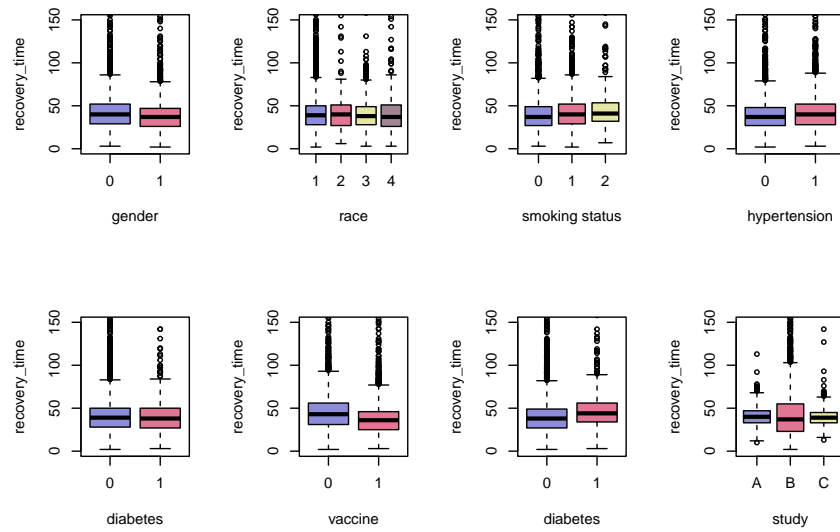 recovery_time
0 50 100 150
0 1
gender
recovery_time
0 50 100 150
1 2 3 4
race
recovery_time
0 50 100 150
0 1 2
smoking status
recovery_time
0 50 100 150
0 1
hypertension
recovery_time
0 50 100 150
0 1
diabetes
recovery_time
0 50 100 150
0 1
vaccine
recovery_time
0 50 100 150
0 1
diabetes
recovery_time
0 50 100 150
A B C
study